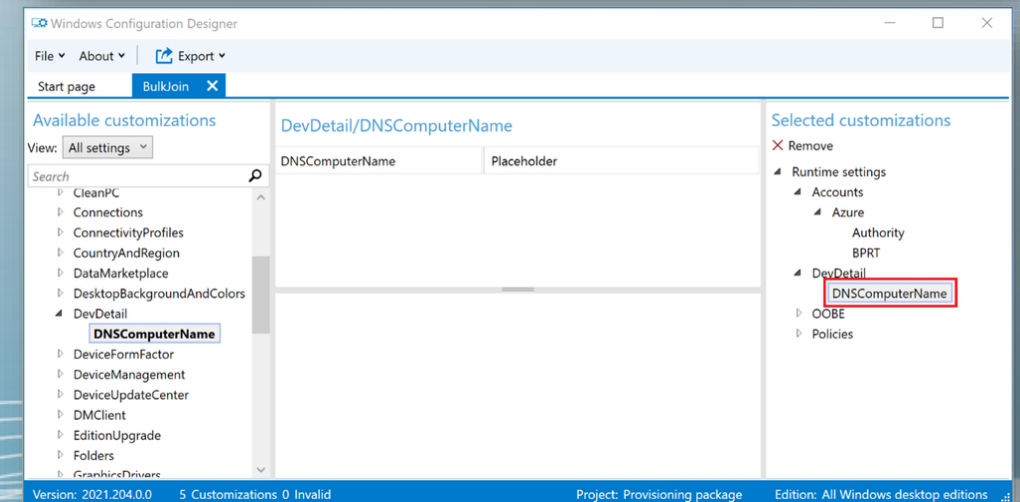 Windows Configuration Designer
File About Export
Start page BulkJoin
Available customizations
View: All settings
Search
CleanPC
Connections
ConnectivityProfiles
CountryAndRegion
DataMarketplace
DesktopBackgroundAndColors
DevDetail
DNSComputerName
DeviceFormFactor
DeviceManagement
DeviceUpdateCenter
DMClient
EditionUpgrade
Folders
GraphicsDrivers
DevDetail/DNSComputerName
DNSComputerName Placeholder
Selected customizations
Remove
Runtime settings
Accounts
Azure
Authority
BPRT
DevDetail
DNSComputerName
OOBE
Policies
Version: 2021.204.0.0 5 Customizations 0 Invalid Project: Provisioning package Edition: All Windows desktop editions